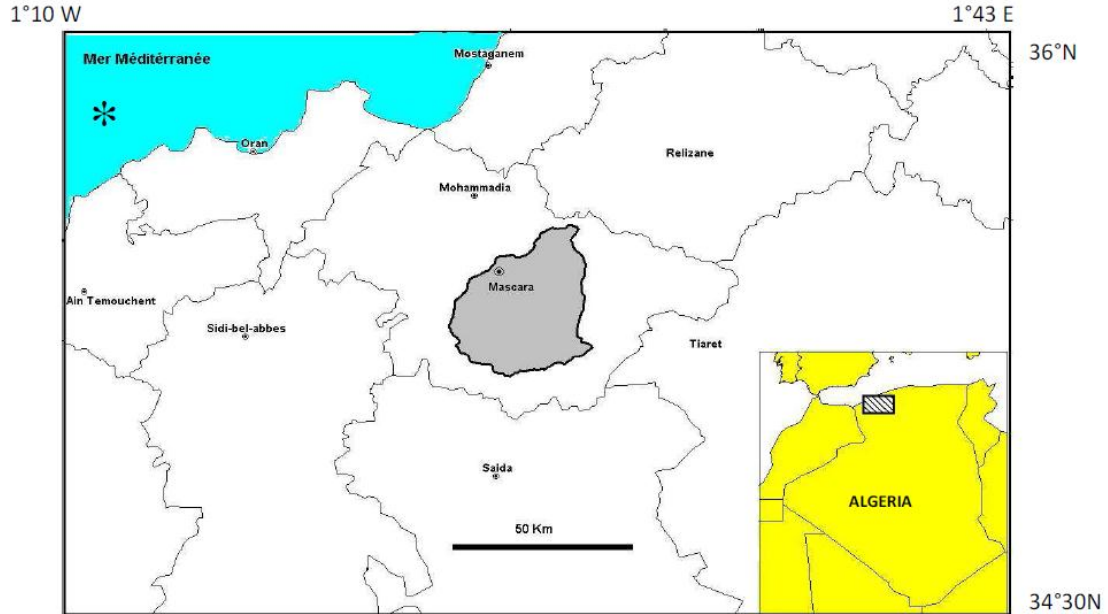 1°10 W
1°43 E
36°N
Mer Méditérranée
Mostaganem
*
Oran
Relizane
Mohammadia
Mascara
Ain Temouchent
Sidi-bel-abbes
Tiaret
Saida
ALGERIA
50 Km
34°30N